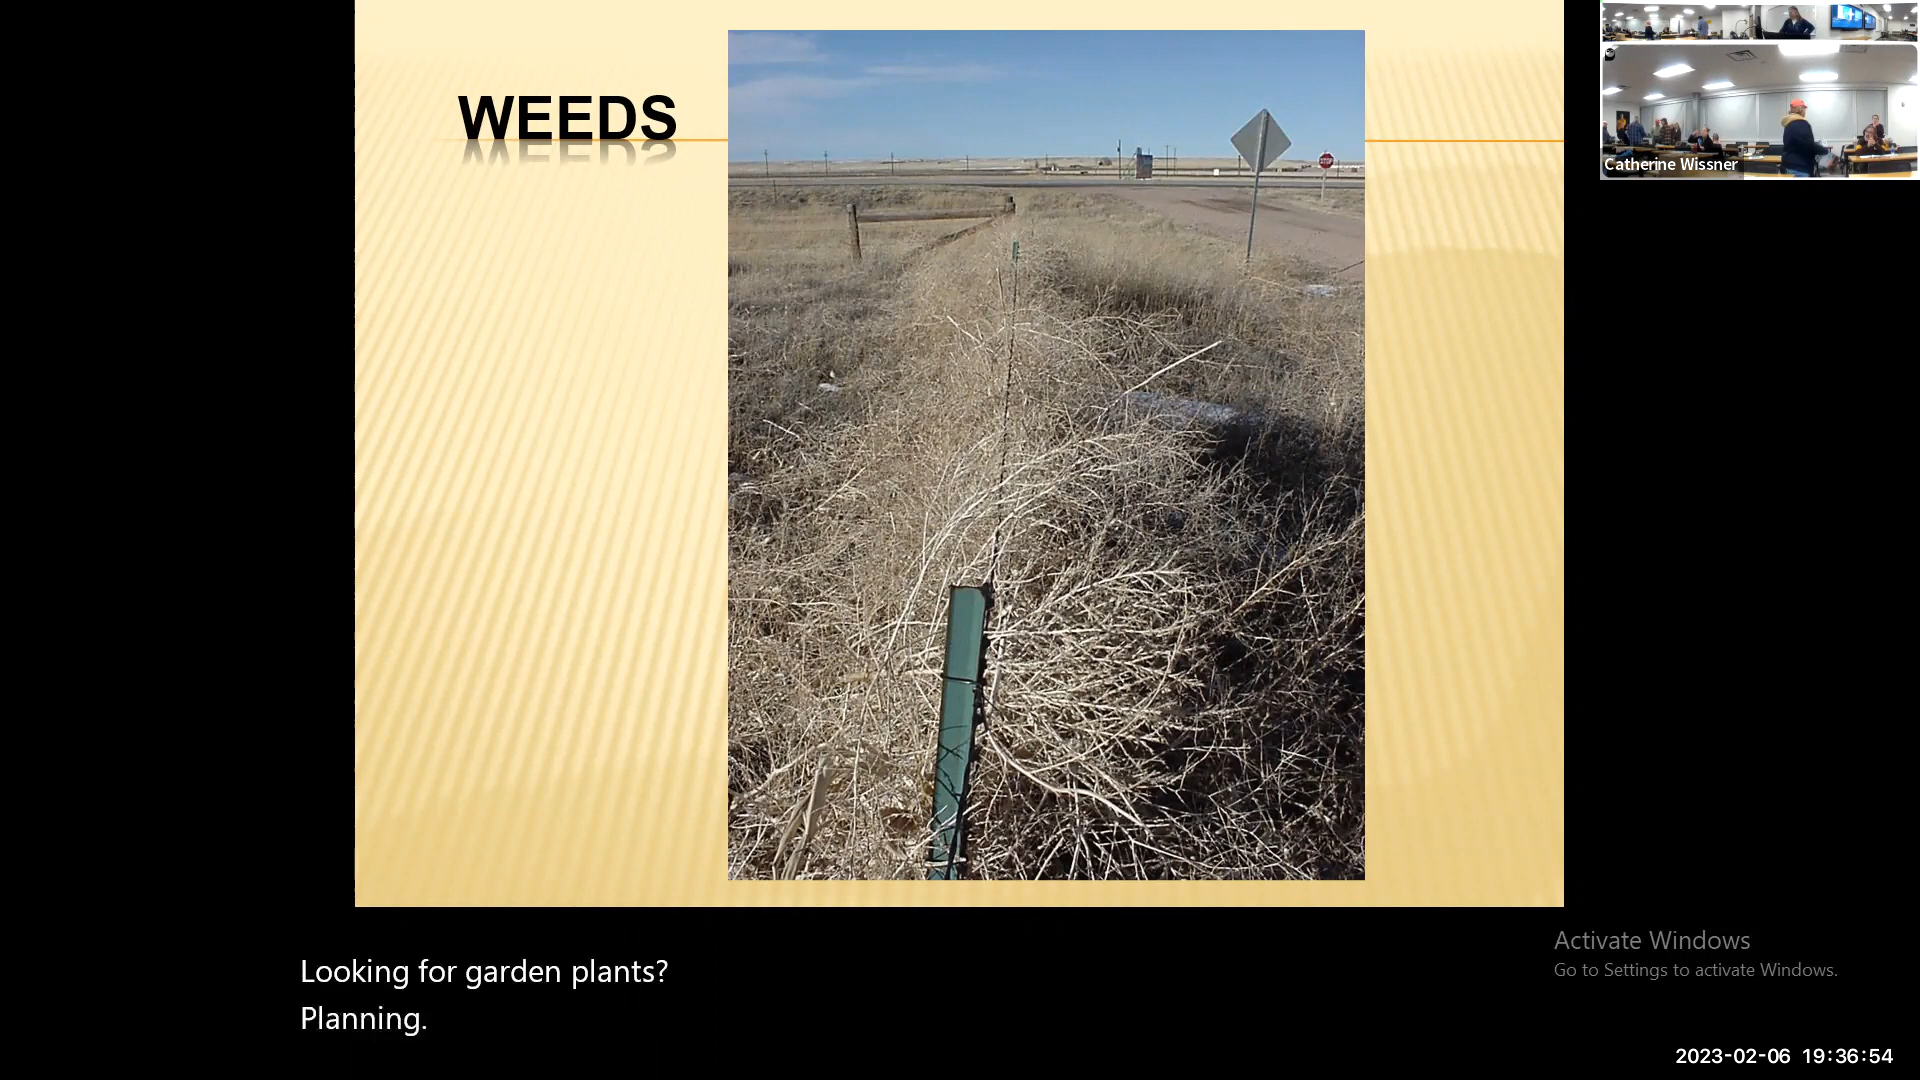 WEEDS
STOP
Catherine Wissner
Looking for garden plants?
Planning.
Activate Windows
Go to Settings to activate Windows.
2023-02-06 19:36:54